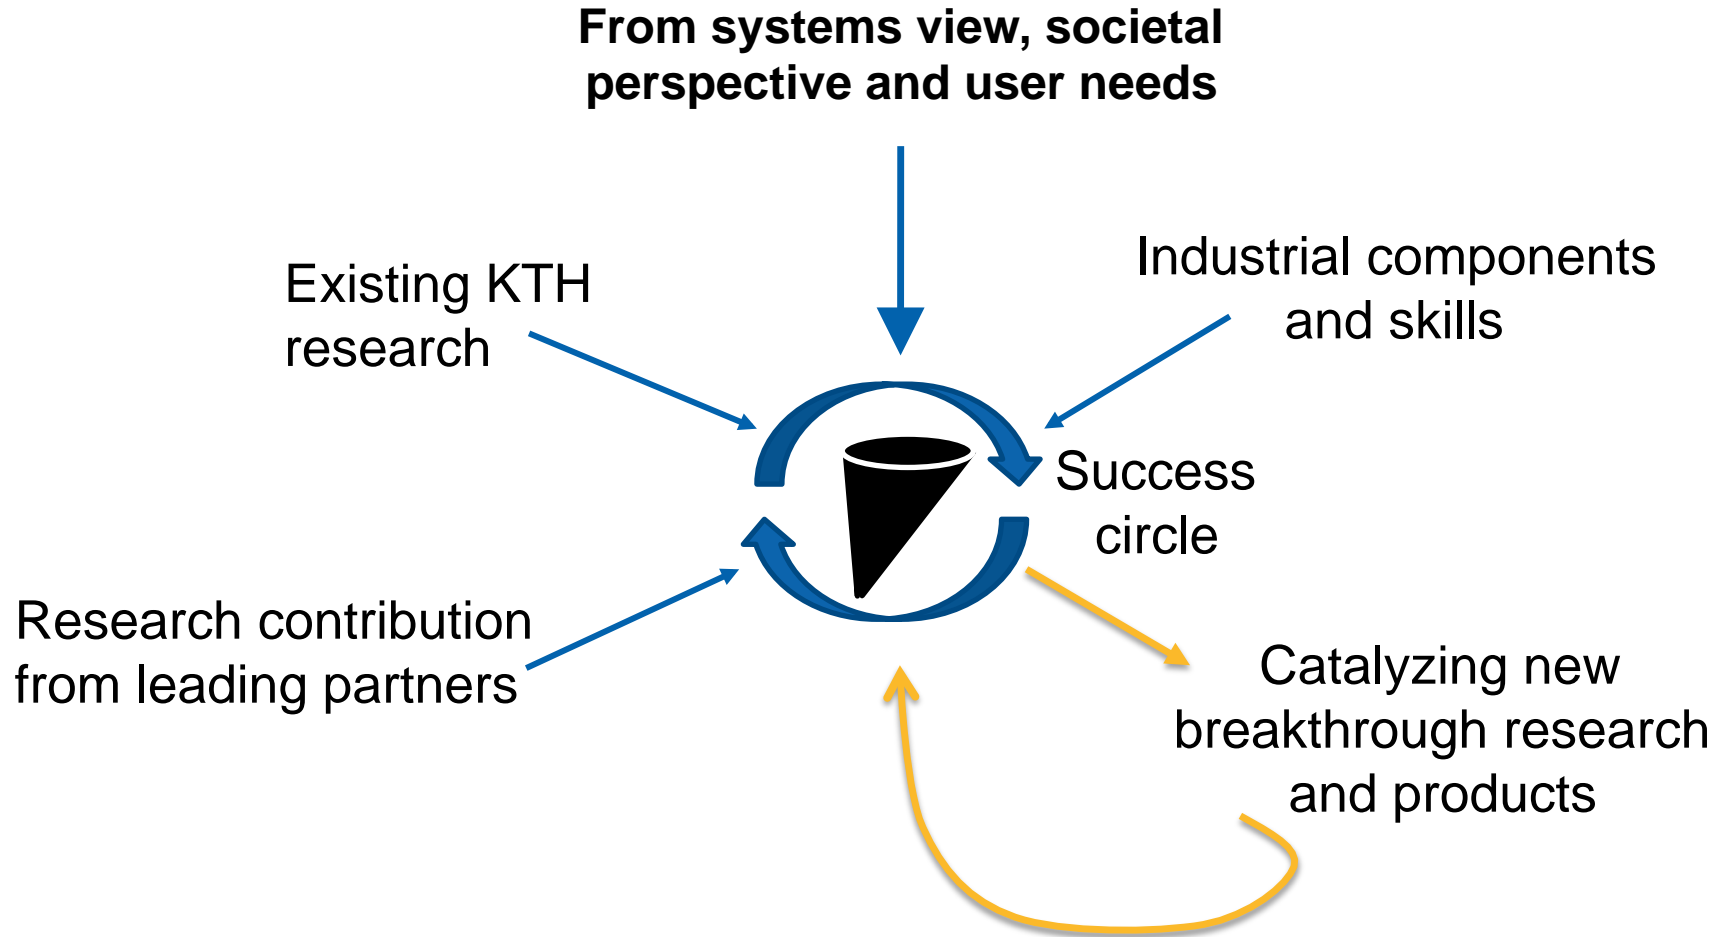 From systems view, societal
perspective and user needs
Existing KTH
research
Industrial components
and skills
Success
circle
Research contribution
from leading partners
Catalyzing new
breakthrough research
and products